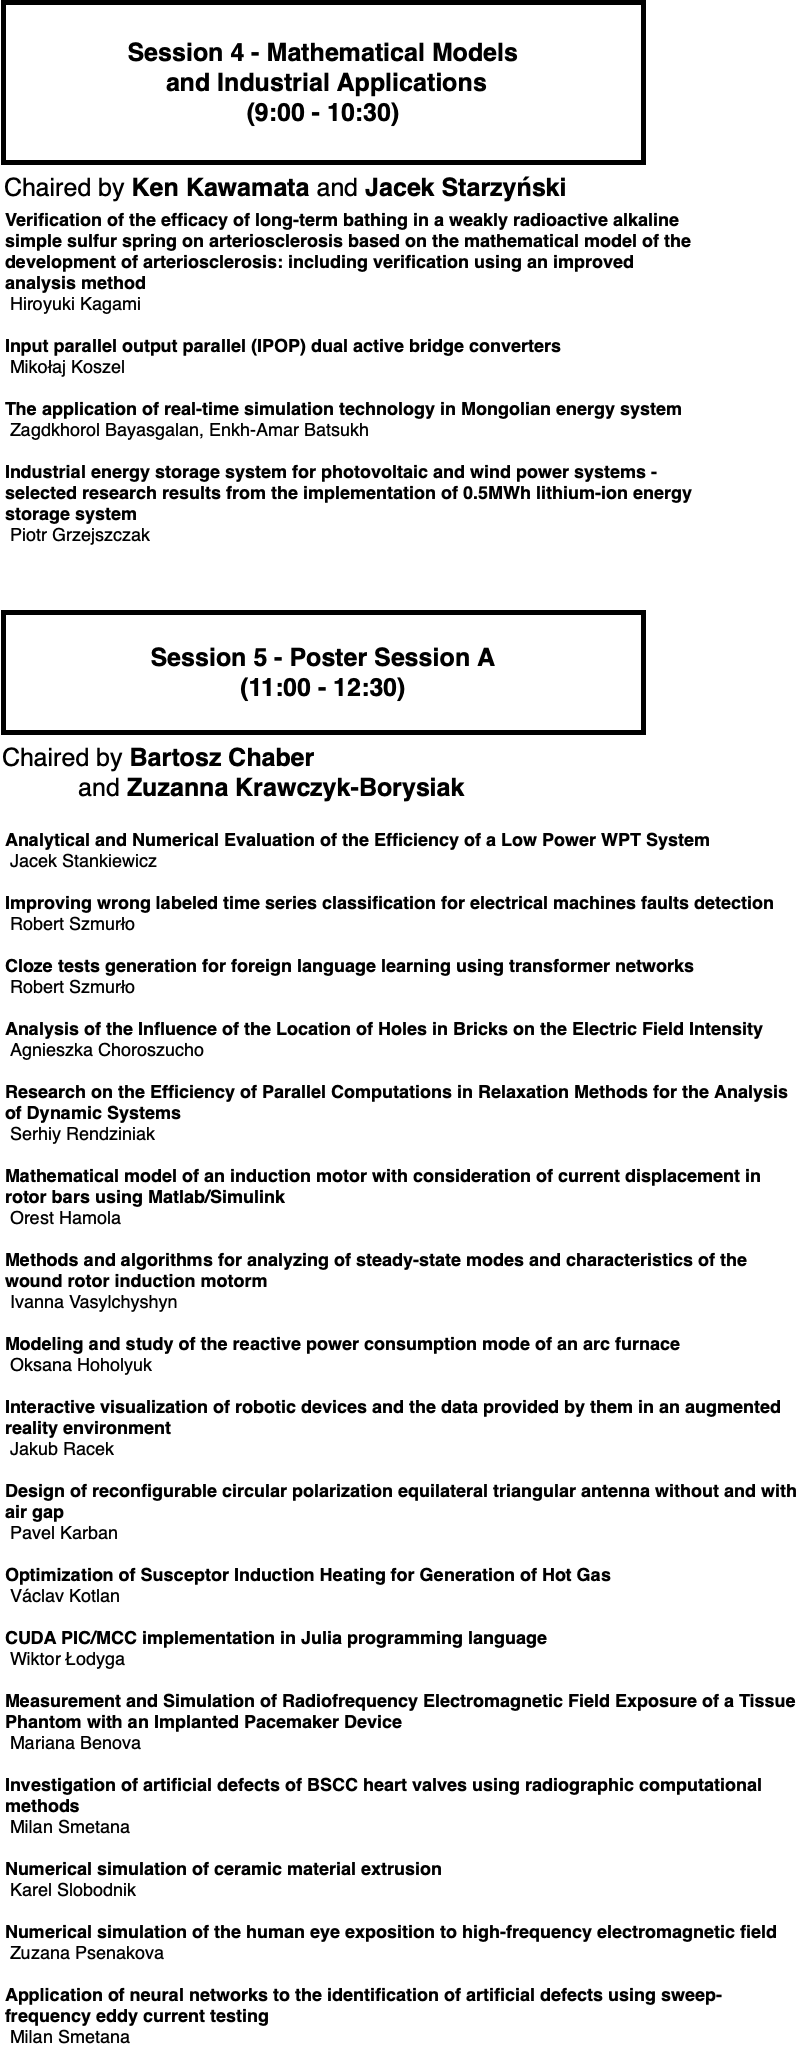 Session 4 - Mathematical Models
and Industrial Applications
(9:00 - 10:30)
Chaired by Ken Kawamata and Jacek Starzyński
Verification of the efficacy of long-term bathing in a weakly radioactive alkaline
simple sulfur spring on arteriosclerosis based on the mathematical model of the
development of arteriosclerosis: including verification using an improved
analysis method
Hiroyuki Kagami
Input parallel output parallel (IPOP) dual active bridge converters
Mikołaj Koszel
The application of real-time simulation technology in Mongolian energy system
Zagdkhorol Bayasgalan, Enkh-Amar Batsukh
Industrial energy storage system for photovoltaic and wind power systems -
selected research results from the implementation of 0.5MWh lithium-ion energy
storage system
Piotr Grzejszczak
Session 5 - Poster Session A
(11:00 - 12:30)
Chaired by Bartosz Chaber
and Zuzanna Krawczyk-Borysiak
Analytical and Numerical Evaluation of the Efficiency of a Low Power WPT System
Jacek Stankiewicz
Improving wrong labeled time series classification for electrical machines faults detection
Robert Szmurło
Cloze tests generation for foreign language learning using transformer networks
Robert Szmurło
Analysis of the Influence of the Location of Holes in Bricks on the Electric Field Intensity
Agnieszka Choroszucho
Research on the Efficiency of Parallel Computations in Relaxation Methods for the Analysis
of Dynamic Systems
Serhiy Rendziniak
Mathematical model of an induction motor with consideration of current displacement in
rotor bars using Matlab/Simulink
Orest Hamola
Methods and algorithms for analyzing of steady-state modes and characteristics of the
wound rotor induction motorm
Ivanna Vasylchyshyn
Modeling and study of the reactive power consumption mode of an arc furnace
Oksana Hoholyuk
Interactive visualization of robotic devices and the data provided by them in an augmented
reality environment
Jakub Racek
Design of reconfigurable circular polarization equilateral triangular antenna without and with
air gap
Pavel Karban
Optimization of Susceptor Induction Heating for Generation of Hot Gas
Václav Kotlan
CUDA PIC/MCC implementation in Julia programming language
Wiktor Łodyga
Measurement and Simulation of Radiofrequency Electromagnetic Field Exposure of a Tissue
Phantom with an Implanted Pacemaker Device
Mariana Benova
Investigation of artificial defects of BSCC heart valves using radiographic computational
methods
Milan Smetana
Numerical simulation of ceramic material extrusion
Karel Slobodnik
Numerical simulation of the human eye exposition to high-frequency electromagnetic field
Zuzana Psenakova
Application of neural networks to the identification of artificial defects using sweep-
frequency eddy current testing
Milan Smetana